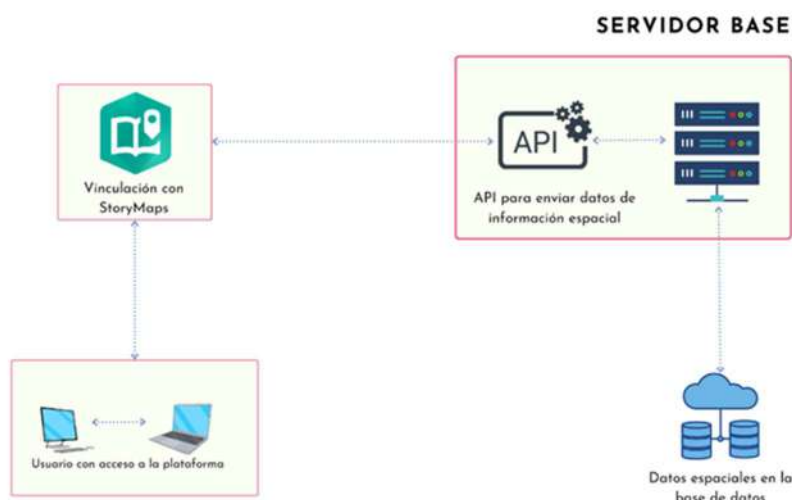 SERVIDOR BASE
API
Vinculación con
StoryMaps
API para enviar datos de
información espacial
Usuario con acceso a la plataforma
Datos espaciales en la
base de datos